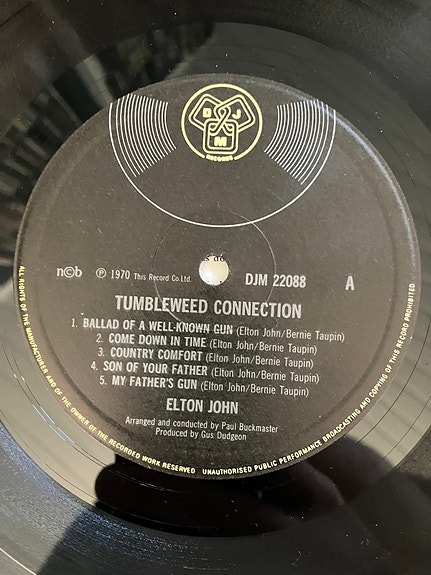 D J M
RECORDS
n©b
℗ 1970 This Record Co.Ltd.
DJM 22088
A
TUMBLEWEED CONNECTION
1. BALLAD OF A WELL-KNOWN GUN (Elton John/Bernie Taupin)
2. COME DOWN IN TIME (Elton John/Bernie Taupin)
3. COUNTRY COMFORT (Elton John/Bernie Taupin)
4. SON OF YOUR FATHER (Elton John/Bernie Taupin)
5. MY FATHER'S GUN (Elton John/Bernie Taupin)
ELTON JOHN
Arranged and conducted by Paul Buckmaster
Produced by Gus Dudgeon
ALL RIGHTS OF THE MANUFACTURER AND OF THE OWNER OF THE RECORDED WORK RESERVED UNAUTHORISED PUBLIC PERFORMANCE BROADCASTING AND COPYING OF THIS RECORD PROHIBITED